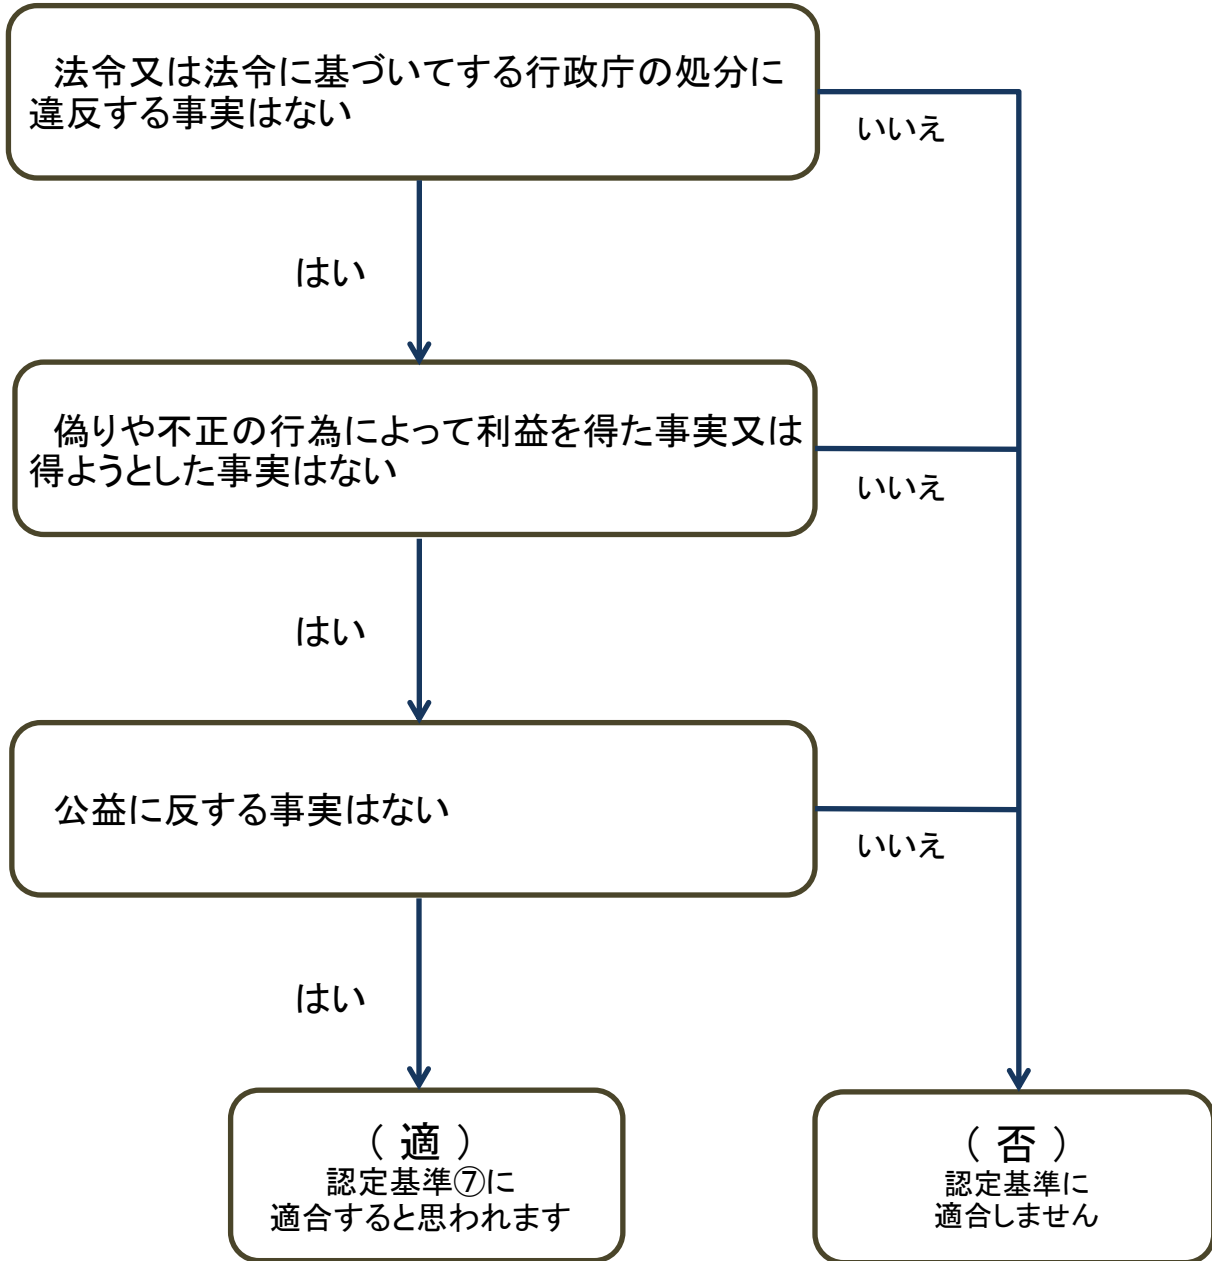 法令又は法令に基づいてする行政庁の処分に
違反する事実はない
いいえ
はい
偽りや不正の行為によって利益を得た事実又は
得ようとした事実はない
いいえ
はい
公益に反する事実はない
いいえ
はい
（ 適 ）
認定基準⑦に
適合すると思われます
（ 否 ）
認定基準に
適合しません